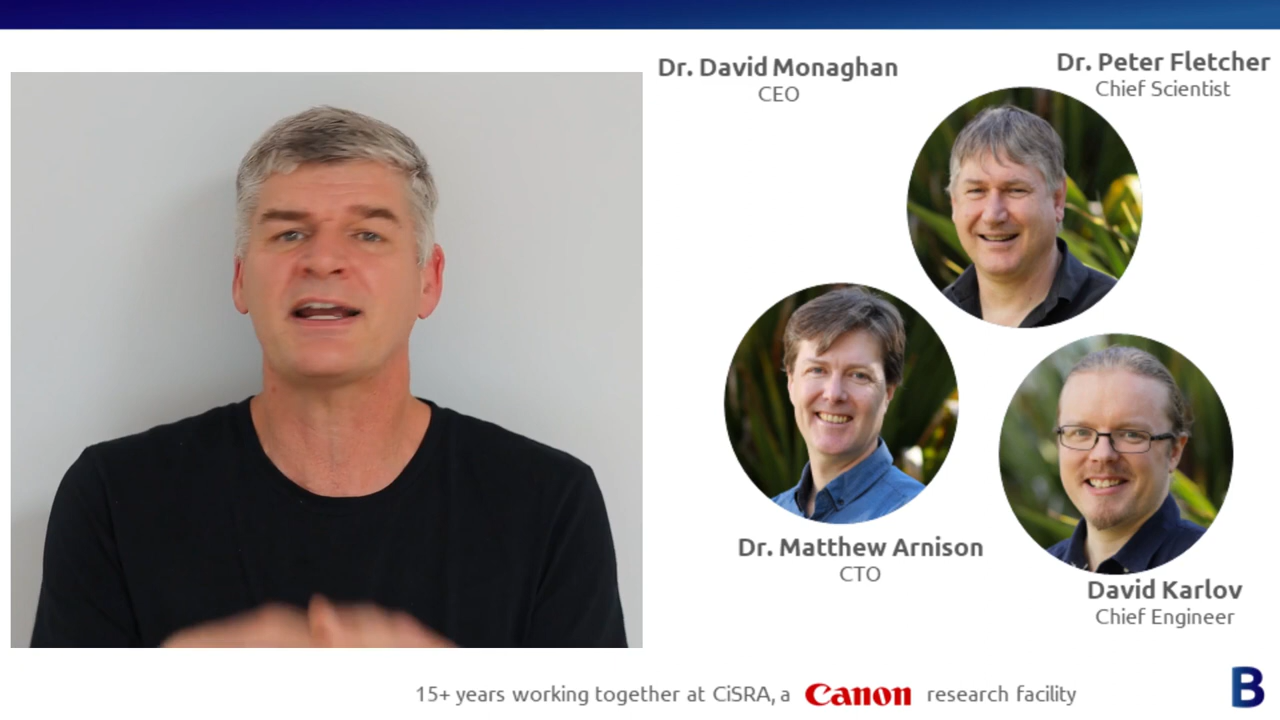 Dr. David Monaghan
CEO
Dr. Peter Fletcher
Chief Scientist
Dr. Matthew Arnison
CTO
David Karlov
Chief Engineer
15+ years working together at CiSRA, a Canon research facility
B